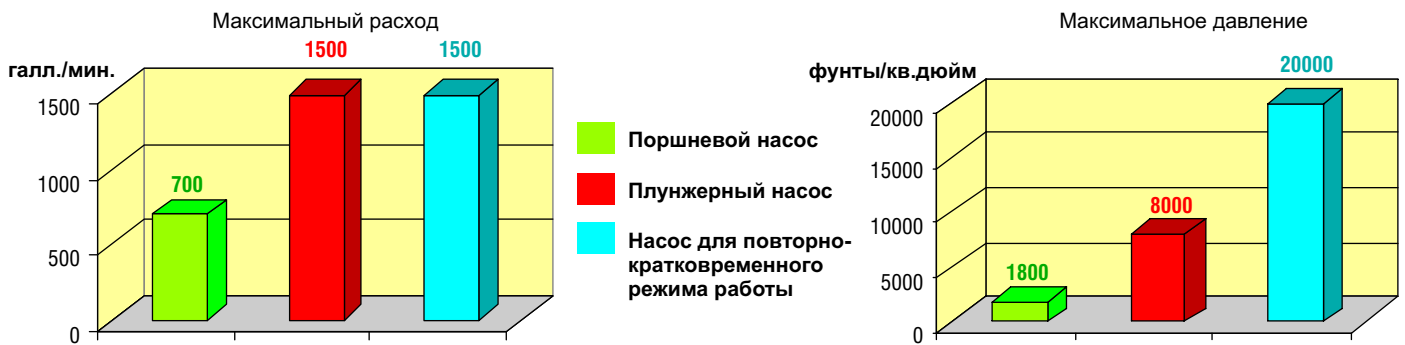 Максимальный расход
галл./мин.
1500
1500
1500
1000
700
500
0
Поршневой насос
Плунжерный насос
Насос для повторно-
кратковременного
режима работы
Максимальное давление
фунты/кв.дюйм
20000
20000
15000
10000
8000
5000
1800
0